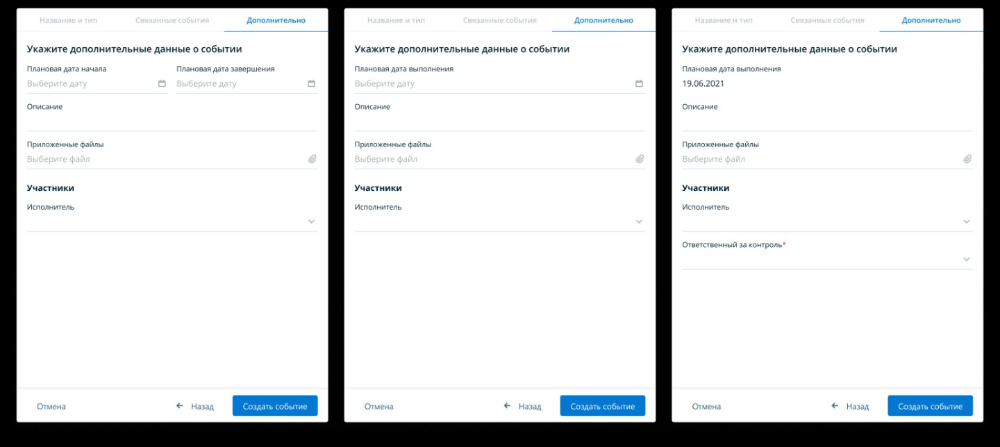 Название и тип Связанные события Дополнительно
Укажите дополнительные данные о событии
Плановая дата начала Плановая дата завершения
Выберите дату Выберите дату
Описание
Приложенные файлы
Выберите файл
Участники
Исполнитель
Отмена Назад Создать событие
Название и тип Связанные события Дополнительно
Укажите дополнительные данные о событии
Плановая дата выполнения
Выберите дату
Описание
Приложенные файлы
Выберите файл
Участники
Исполнитель
Отмена Назад Создать событие
Название и тип Связанные события Дополнительно
Укажите дополнительные данные о событии
Плановая дата выполнения
19.06.2021
Описание
Приложенные файлы
Выберите файл
Участники
Исполнитель
Ответственный за контроль*
Отмена Назад Создать событие